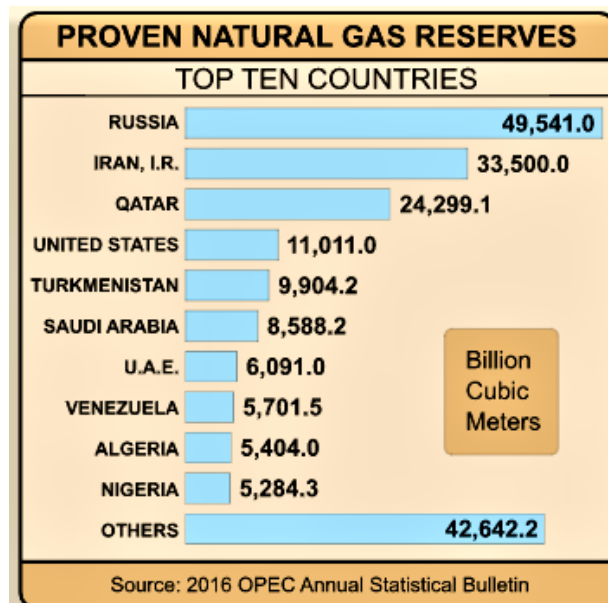 PROVEN NATURAL GAS RESERVES
TOP TEN COUNTRIES
RUSSIA 49,541.0
IRAN, I.R. 33,500.0
QATAR 24,299.1
UNITED STATES 11,011.0
TURKMENISTAN 9,904.2
SAUDI ARABIA 8,588.2
U.A.E. 6,091.0
VENEZUELA 5,701.5
ALGERIA 5,404.0
NIGERIA 5,284.3
OTHERS 42,642.2
Billion
Cubic
Meters
Source: 2016 OPEC Annual Statistical Bulletin